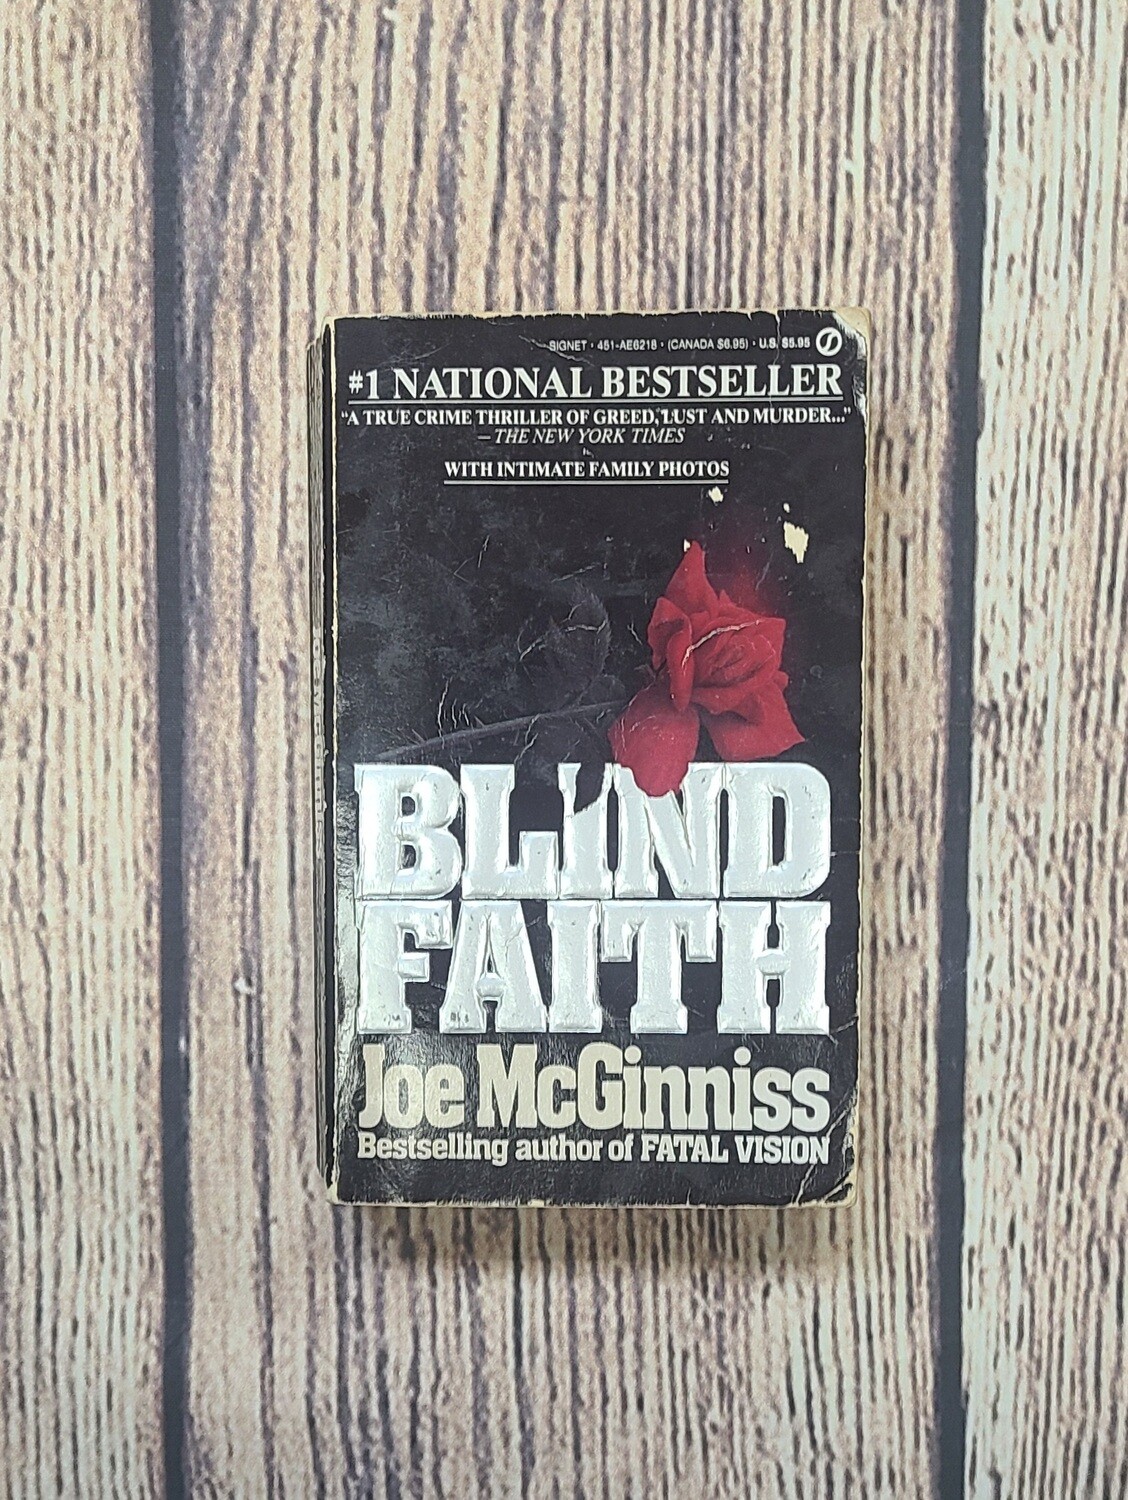 SIGNET · 451-AE6218 · (CANADA $6.95) · U.S. $5.95
#1 NATIONAL BESTSELLER
"A TRUE CRIME THRILLER OF GREED, LUST AND MURDER..."
— THE NEW YORK TIMES
WITH INTIMATE FAMILY PHOTOS
BLIND
FAITH
Joe McGinniss
Bestselling author of FATAL VISION